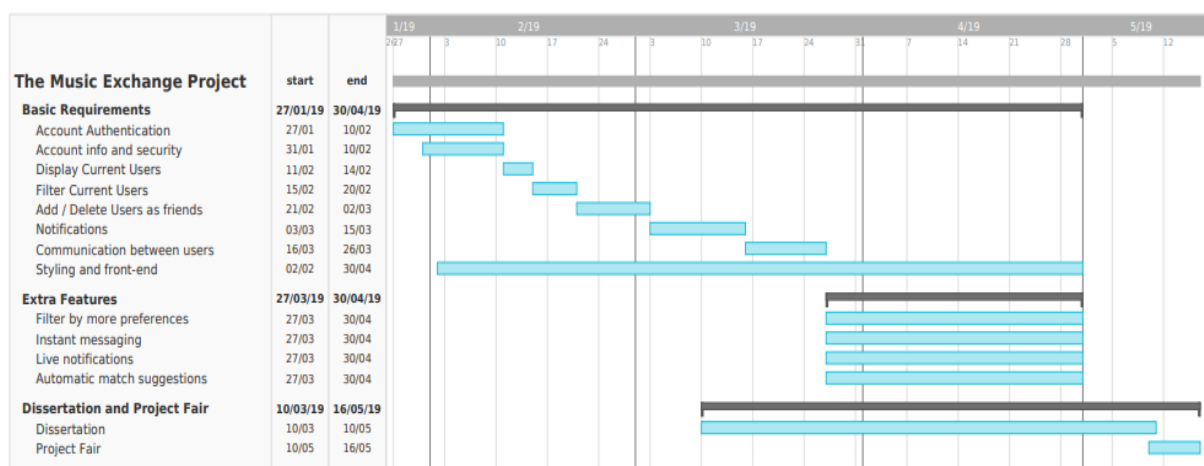 1/19 2/19 3/19 4/19 5/19
26 27 3 10 17 24 3 10 17 24 31 7 14 21 28 5 12
The Music Exchange Project start end
Basic Requirements 27/01/19 30/04/19
Account Authentication 27/01 10/02
Account info and security 31/01 10/02
Display Current Users 11/02 14/02
Filter Current Users 15/02 20/02
Add / Delete Users as friends 21/02 02/03
Notifications 03/03 15/03
Communication between users 16/03 26/03
Styling and front-end 02/02 30/04
Extra Features 27/03/19 30/04/19
Filter by more preferences 27/03 30/04
Instant messaging 27/03 30/04
Live notifications 27/03 30/04
Automatic match suggestions 27/03 30/04
Dissertation and Project Fair 10/03/19 16/05/19
Dissertation 10/03 10/05
Project Fair 10/05 16/05